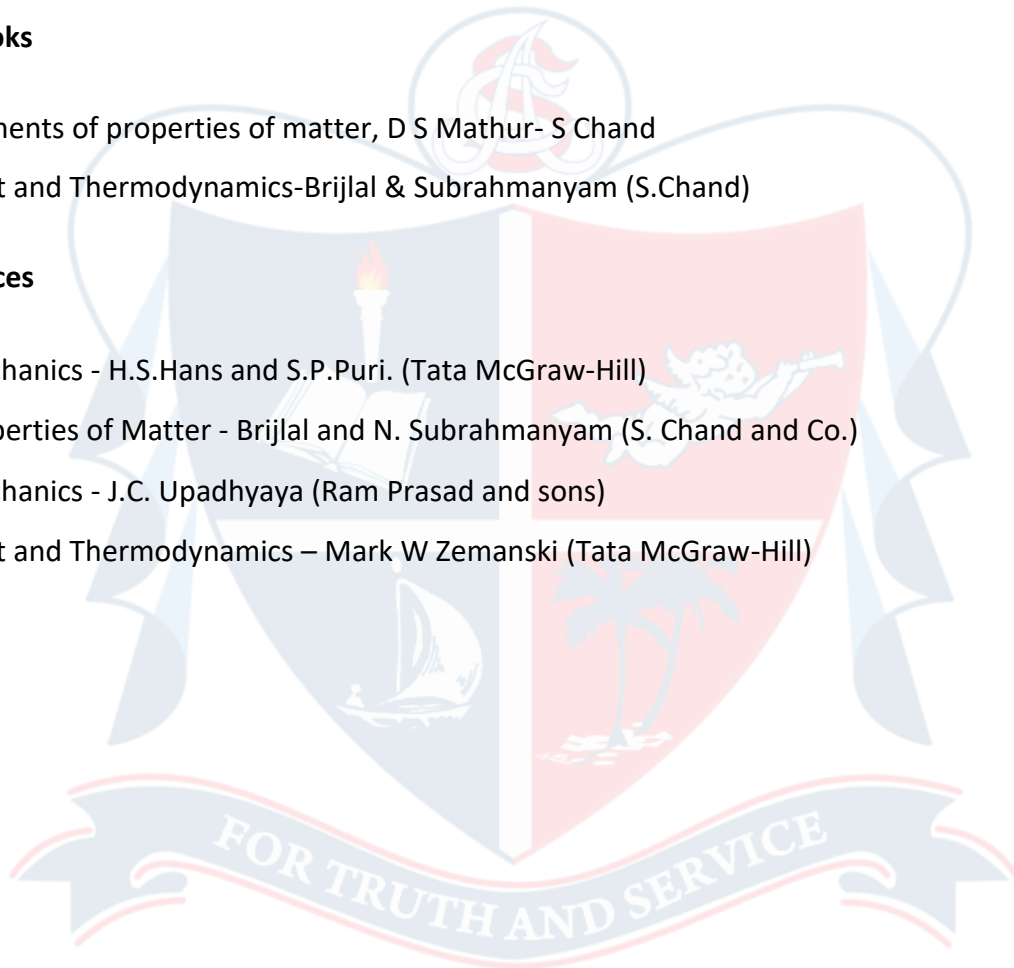 oks
nents of properties of matter, D S Mathur- S Chand
t and Thermodynamics-Brijlal & Subrahmanyam (S.Chand)
ces
hanics - H.S.Hans and S.P.Puri. (Tata McGraw-Hill)
perties of Matter - Brijlal and N. Subrahmanyam (S. Chand and Co.)
hanics - J.C. Upadhyaya (Ram Prasad and sons)
t and Thermodynamics – Mark W Zemanski (Tata McGraw-Hill)
FOR TRUTH AND SERVICE